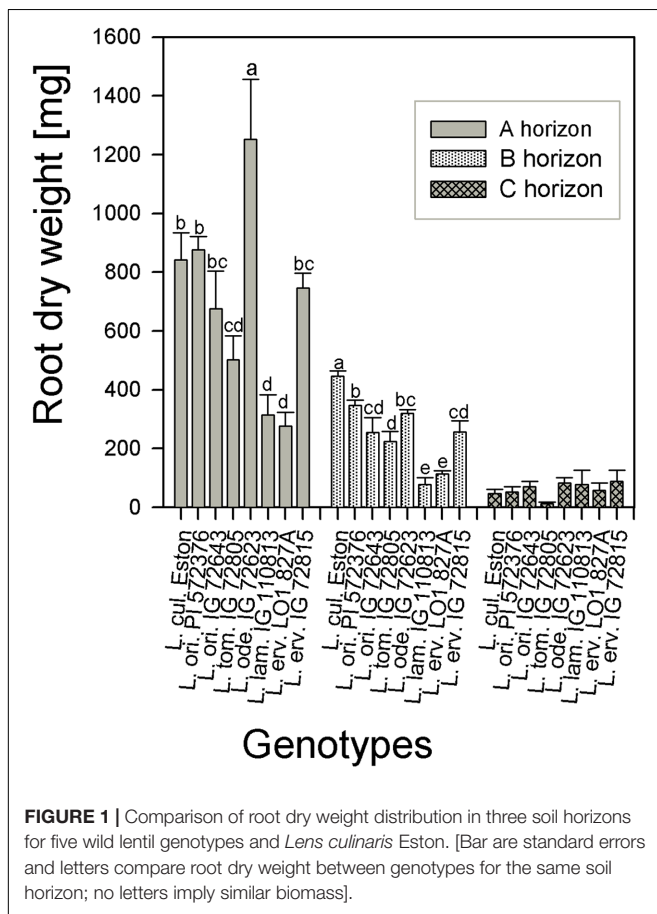 1600
1400
1200
1000
800
600
400
200
0
Root dry weight [mg]
A horizon
B horizon
C horizon
b
b
bc
cd
a
d
d
bc
a
b
cd
d
bc
e
e
cd
L. cul. Eston
L. ori. PI 572376
L. ori. IG 72643
L. tom. IG 72805
L. ode. IG 72623
L. lam. IG 110813
L. erv. LO1 827A
L. erv. IG 72815
L. cul. Eston
L. ori. PI 572376
L. ori. IG 72643
L. tom. IG 72805
L. ode. IG 72623
L. lam. IG 110813
L. erv. LO1 827A
L. erv. IG 72815
L. cul. Eston
L. ori. PI 572376
L. ori. IG 72643
L. tom. IG 72805
L. ode. IG 72623
L. lam. IG 110813
L. erv. LO1 827A
L. erv. IG 72815
Genotypes
FIGURE 1 | Comparison of root dry weight distribution in three soil horizons
for five wild lentil genotypes and Lens culinaris Eston. [Bar are standard errors
and letters compare root dry weight between genotypes for the same soil
horizon; no letters imply similar biomass].